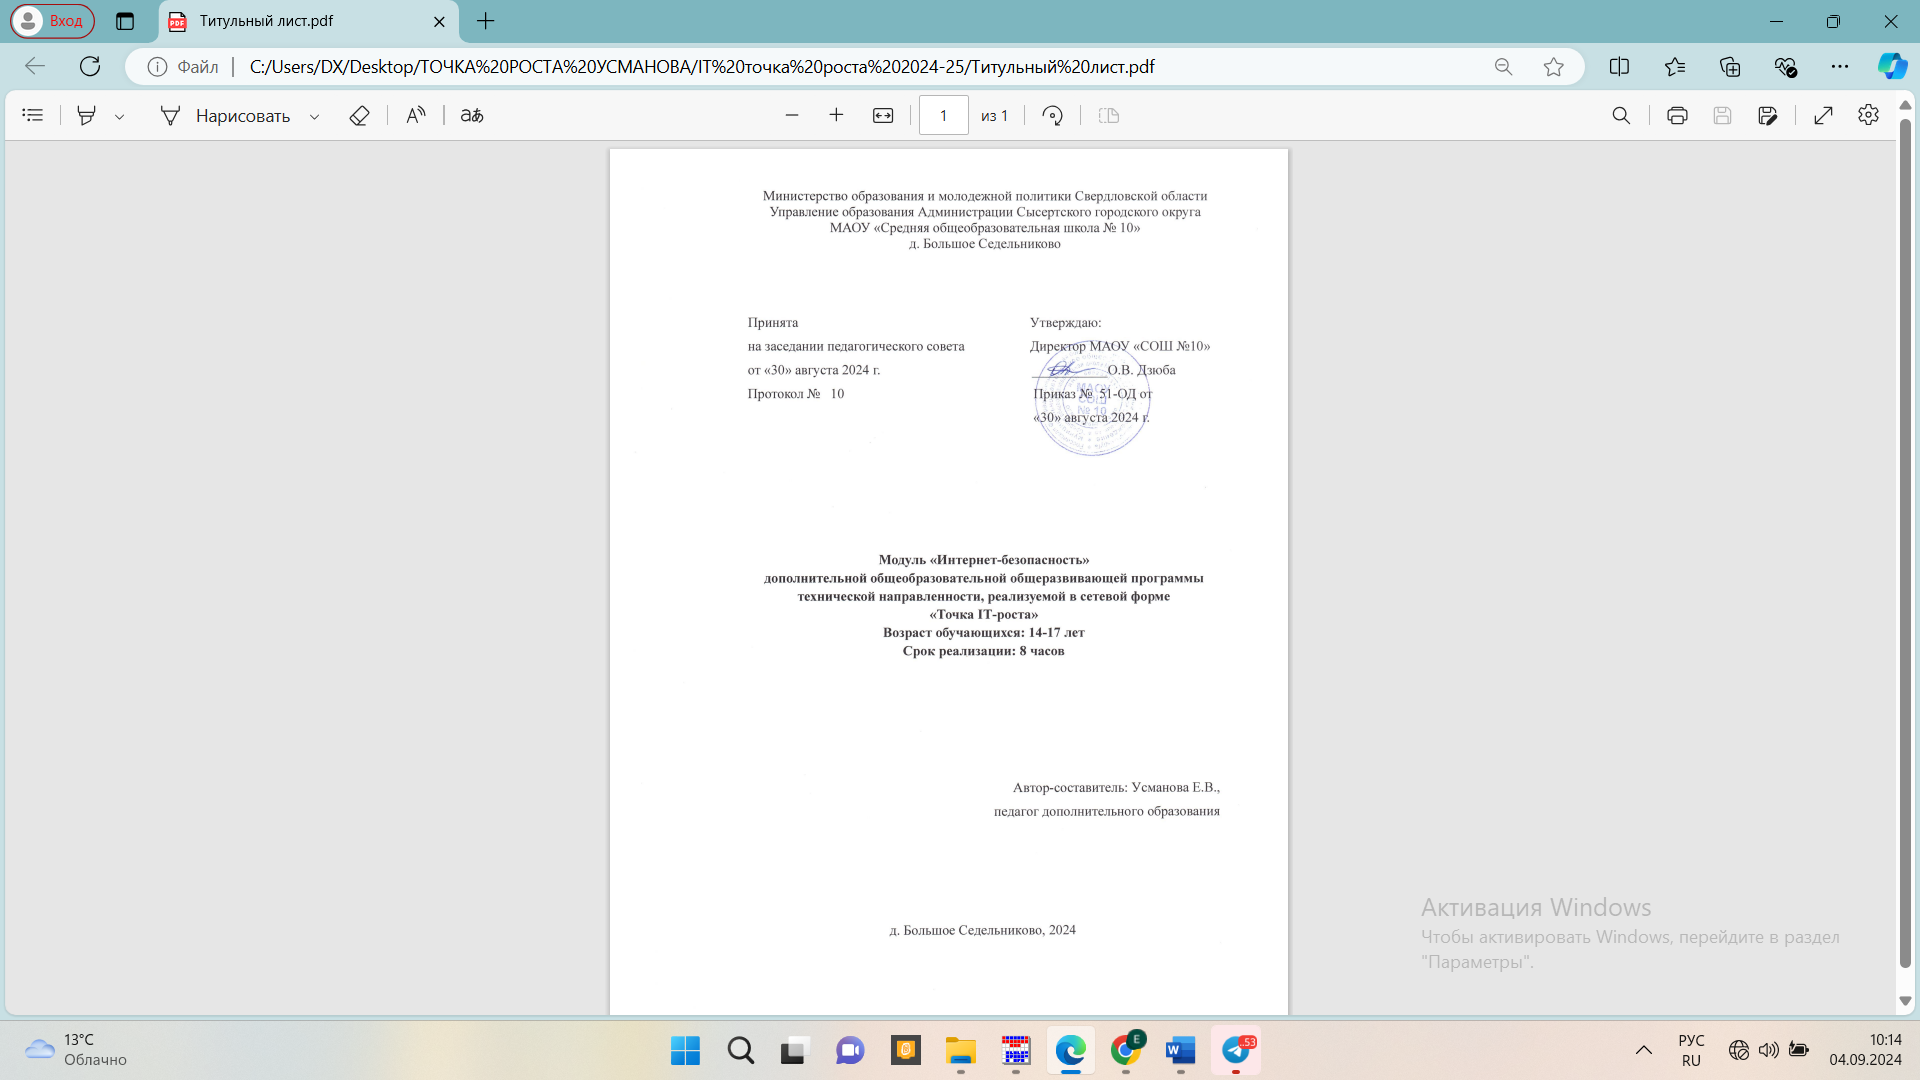 Вход
Титульный лист.pdf
Файл
C:/Users/DX/Desktop/ТОЧКА%20РОСТА%20УСМАНОВА/IT%20точка%20роста%202024-25/Титульный%20лист.pdf
Нарисовать
1 из 1
Министерство образования и молодежной политики Свердловской области
Управление образования Администрации Сысертского городского округа
МАОУ «Средняя общеобразовательная школа № 10»
д. Большое Седельниково
Принята
на заседании педагогического совета
от «30» августа 2024 г.
Протокол № 10
Утверждаю:
Директор МАОУ «СОШ №10»
О.В. Дзюба
Приказ № 51-ОД от
«30» августа 2024 г.
МАОУ
СОШ
№ 10
Модуль «Интернет-безопасность»
дополнительной общеобразовательной общеразвивающей программы
технической направленности, реализуемой в сетевой форме
«Точка IT-роста»
Возраст обучающихся: 14-17 лет
Срок реализации: 8 часов
Автор-составитель: Усманова Е.В.,
педагог дополнительного образования
д. Большое Седельниково, 2024
Активация Windows
Чтобы активировать Windows, перейдите в раздел
"Параметры".
13°C
Облачно
53
РУС
RU
10:14
04.09.2024